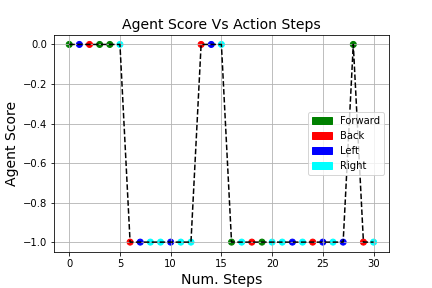 Agent Score Vs Action Steps
0.0
−0.2
−0.4
−0.6
−0.8
−1.0
Agent Score
Forward
Back
Left
Right
0 5 10 15 20 25 30
Num. Steps